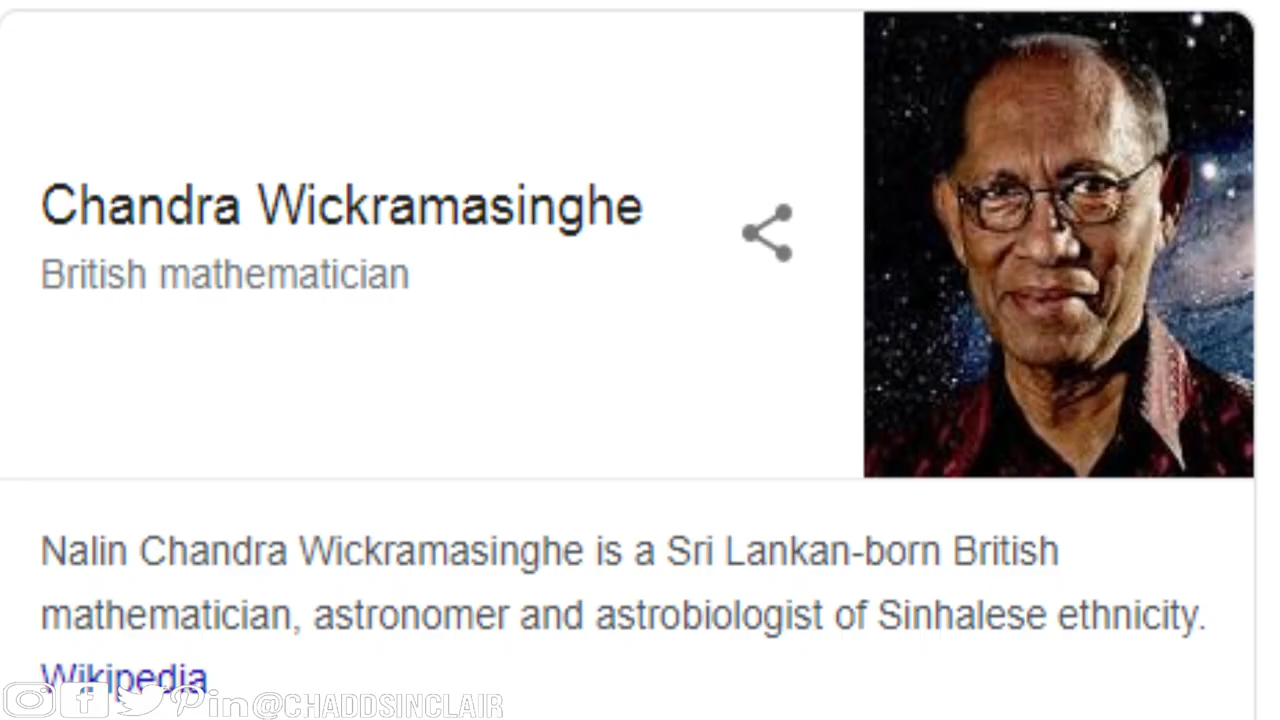 Chandra Wickramasinghe
British mathematician
Nalin Chandra Wickramasinghe is a Sri Lankan-born British
mathematician, astronomer and astrobiologist of Sinhalese ethnicity.
Wikipedia
@CHADDSINCLAIR